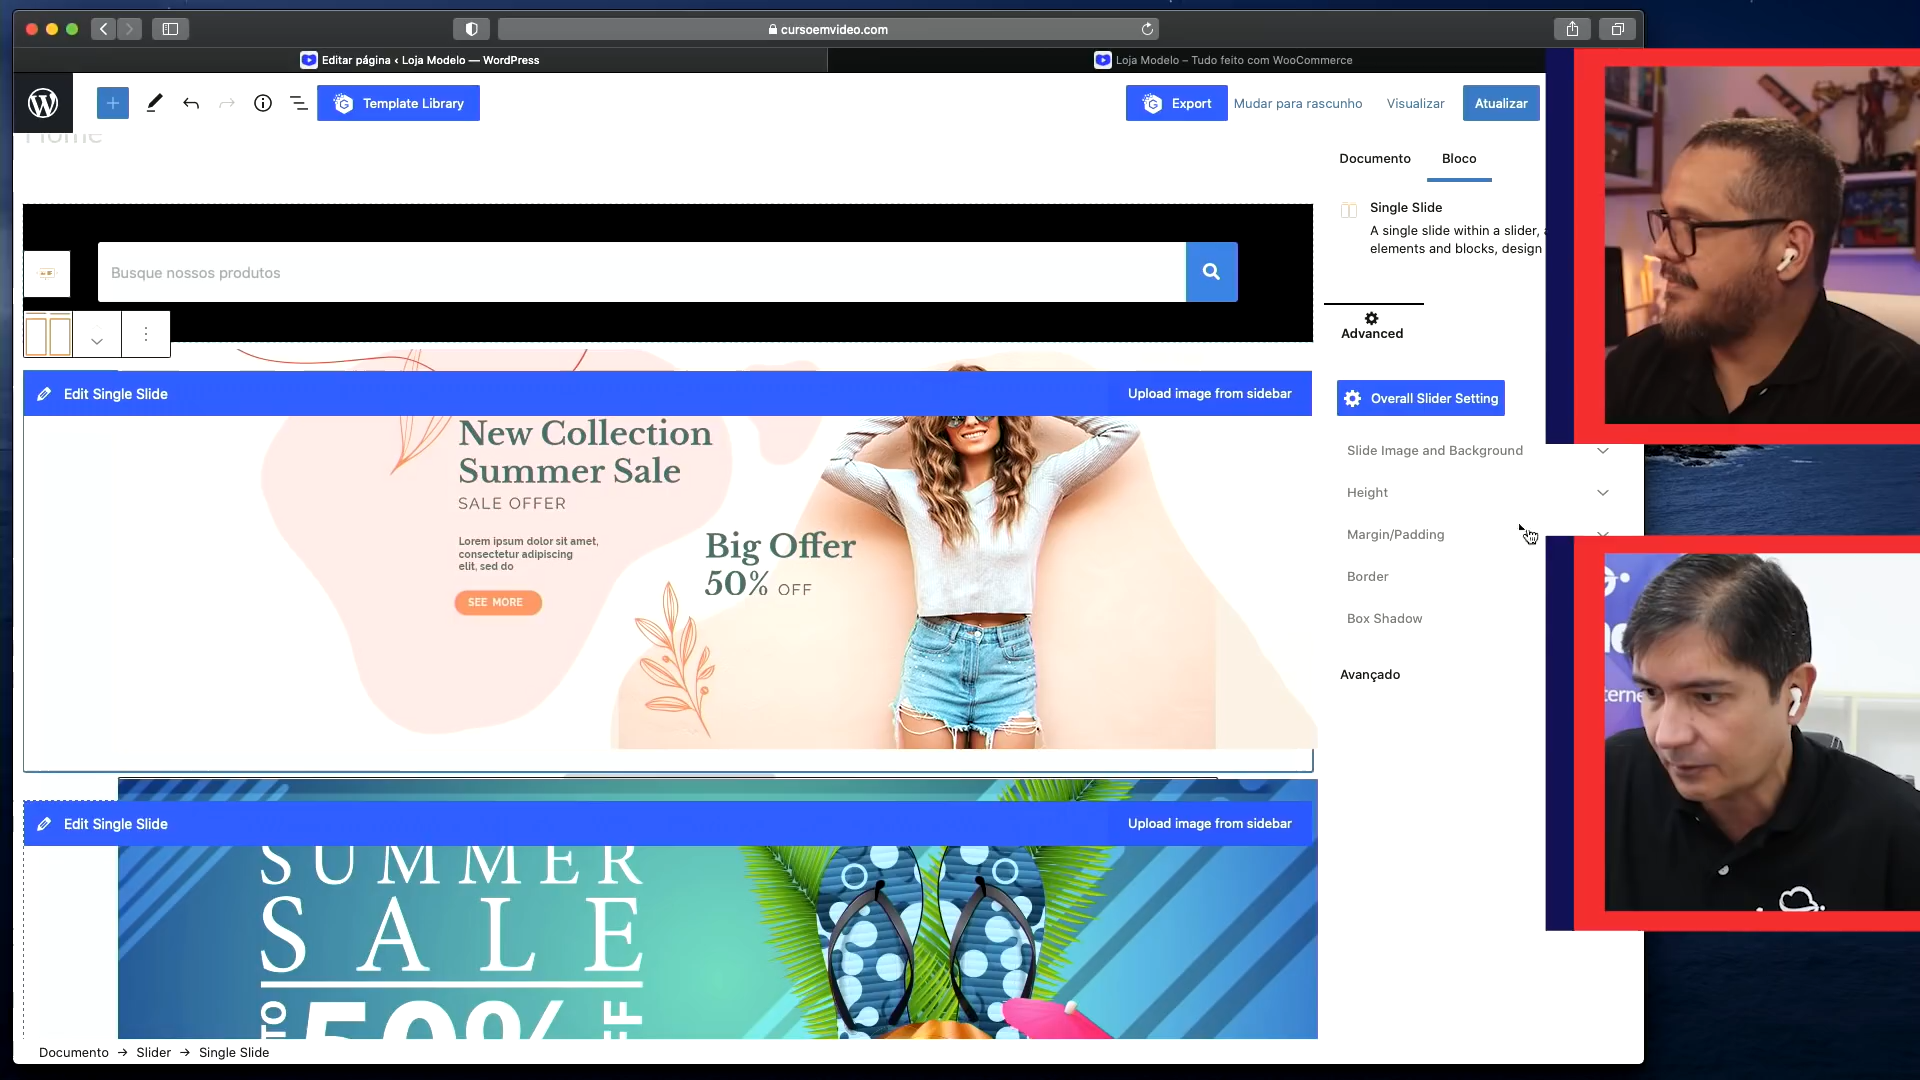 cursoemvideo.com
Editar página ‹ Loja Modelo — WordPress
Loja Modelo – Tudo feito com WooCommerce
Template Library
Export
Mudar para rascunho
Visualizar
Atualizar
Home
Documento
Bloco
Single Slide
A single slide within a slider,
elements and blocks, design
Busque nossos produtos
Advanced
Edit Single Slide
Upload image from sidebar
Overall Slider Setting
New Collection
Summer Sale
SALE OFFER
Lorem ipsum dolor sit amet,
consectetur adipiscing
elit, sed do
SEE MORE
Big Offer
50% OFF
Slide Image and Background
Height
Margin/Padding
Border
Box Shadow
Avançado
Edit Single Slide
Upload image from sidebar
SUMMER
SALE
TO
50%
Documento → Slider → Single Slide